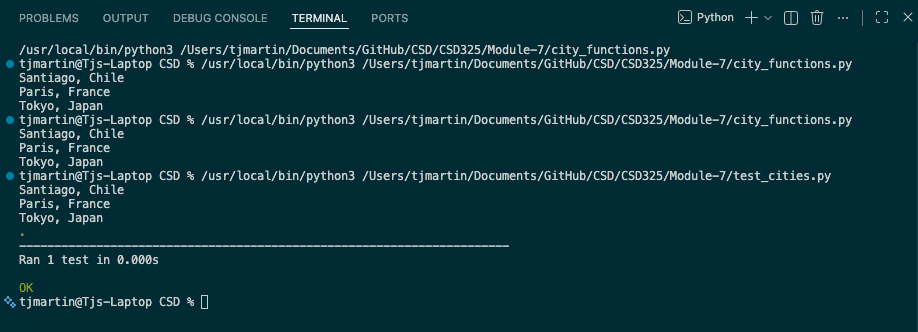 PROBLEMS OUTPUT DEBUG CONSOLE TERMINAL PORTS Python
/usr/local/bin/python3 /Users/tjmartin/Documents/GitHub/CSD/CSD325/Module-7/city_functions.py
tjmartin@Tjs-Laptop CSD % /usr/local/bin/python3 /Users/tjmartin/Documents/GitHub/CSD/CSD325/Module-7/city_functions.py
Santiago, Chile
Paris, France
Tokyo, Japan
tjmartin@Tjs-Laptop CSD % /usr/local/bin/python3 /Users/tjmartin/Documents/GitHub/CSD/CSD325/Module-7/city_functions.py
Santiago, Chile
Paris, France
Tokyo, Japan
tjmartin@Tjs-Laptop CSD % /usr/local/bin/python3 /Users/tjmartin/Documents/GitHub/CSD/CSD325/Module-7/test_cities.py
Santiago, Chile
Paris, France
Tokyo, Japan
.
----------------------------------------------------------------------
Ran 1 test in 0.000s
OK
tjmartin@Tjs-Laptop CSD %